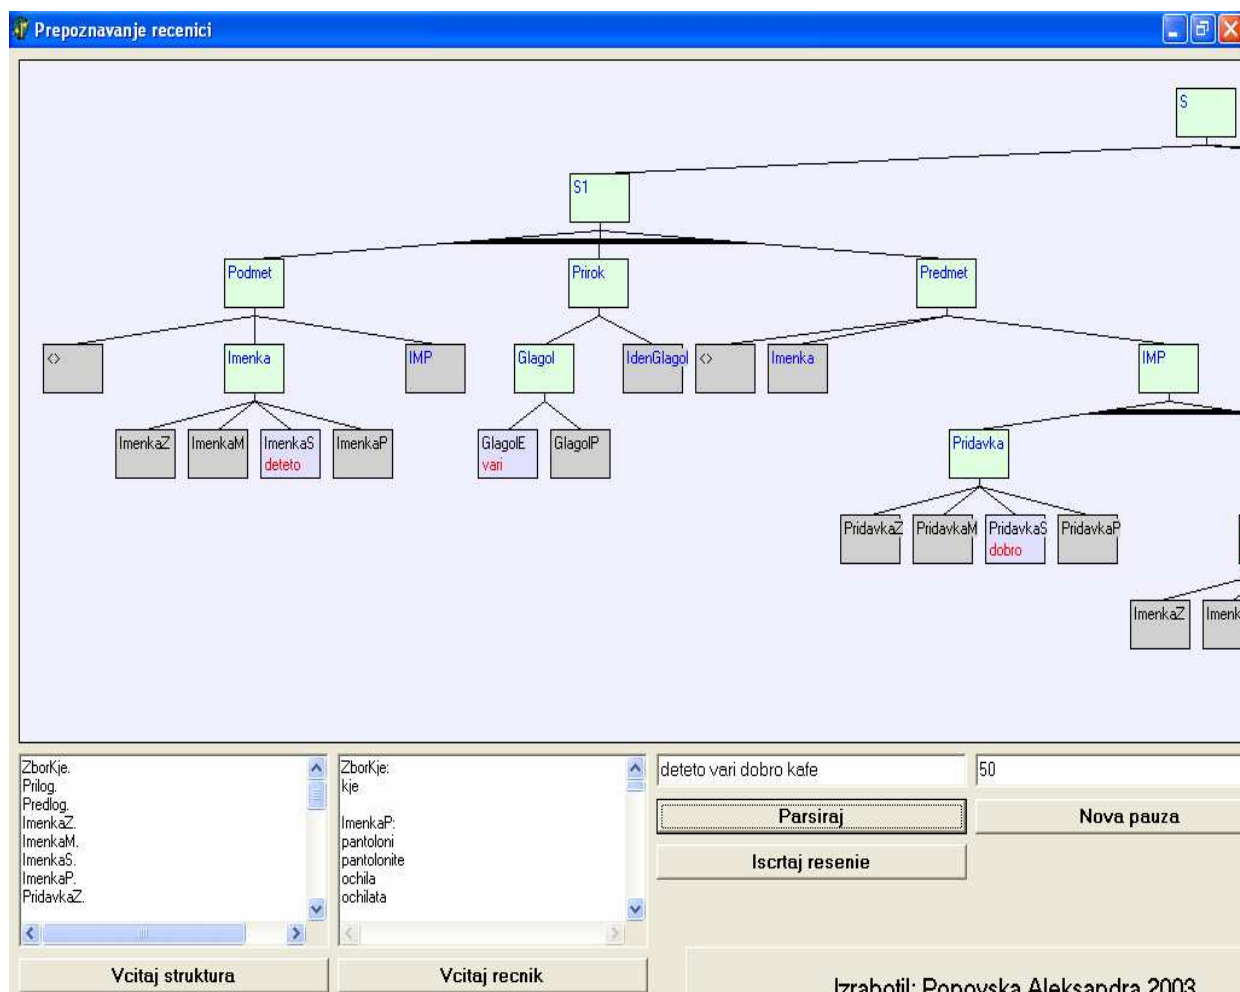 Prepoznavanje recenici
S
S1
Podmet
Prirok
Predmet
<>
Imenka
IMP
Glagol
IdenGlagol
<>
Imenka
IMP
ImenkaZ
ImenkaM
ImenkaS
deteto
ImenkaP
GlagolE
vari
GlagolP
Pridavka
PridavkaZ
PridavkaM
PridavkaS
dobro
PridavkaP
ImenkaZ
Imenk
ZborKje.
Prilog.
Predlog.
ImenkaZ.
ImenkaM.
ImenkaS.
ImenkaP.
PridavkaZ.
ZborKje:
kje
ImenkaP:
pantoloni
pantolonite
ochila
ochilata
deteto vari dobro kafe
50
Parsiraj
Nova pauza
Iscrtaj resenie
Vcitaj struktura
Vcitaj recnik
Izrabotil: Popovska Aleksandra 2003